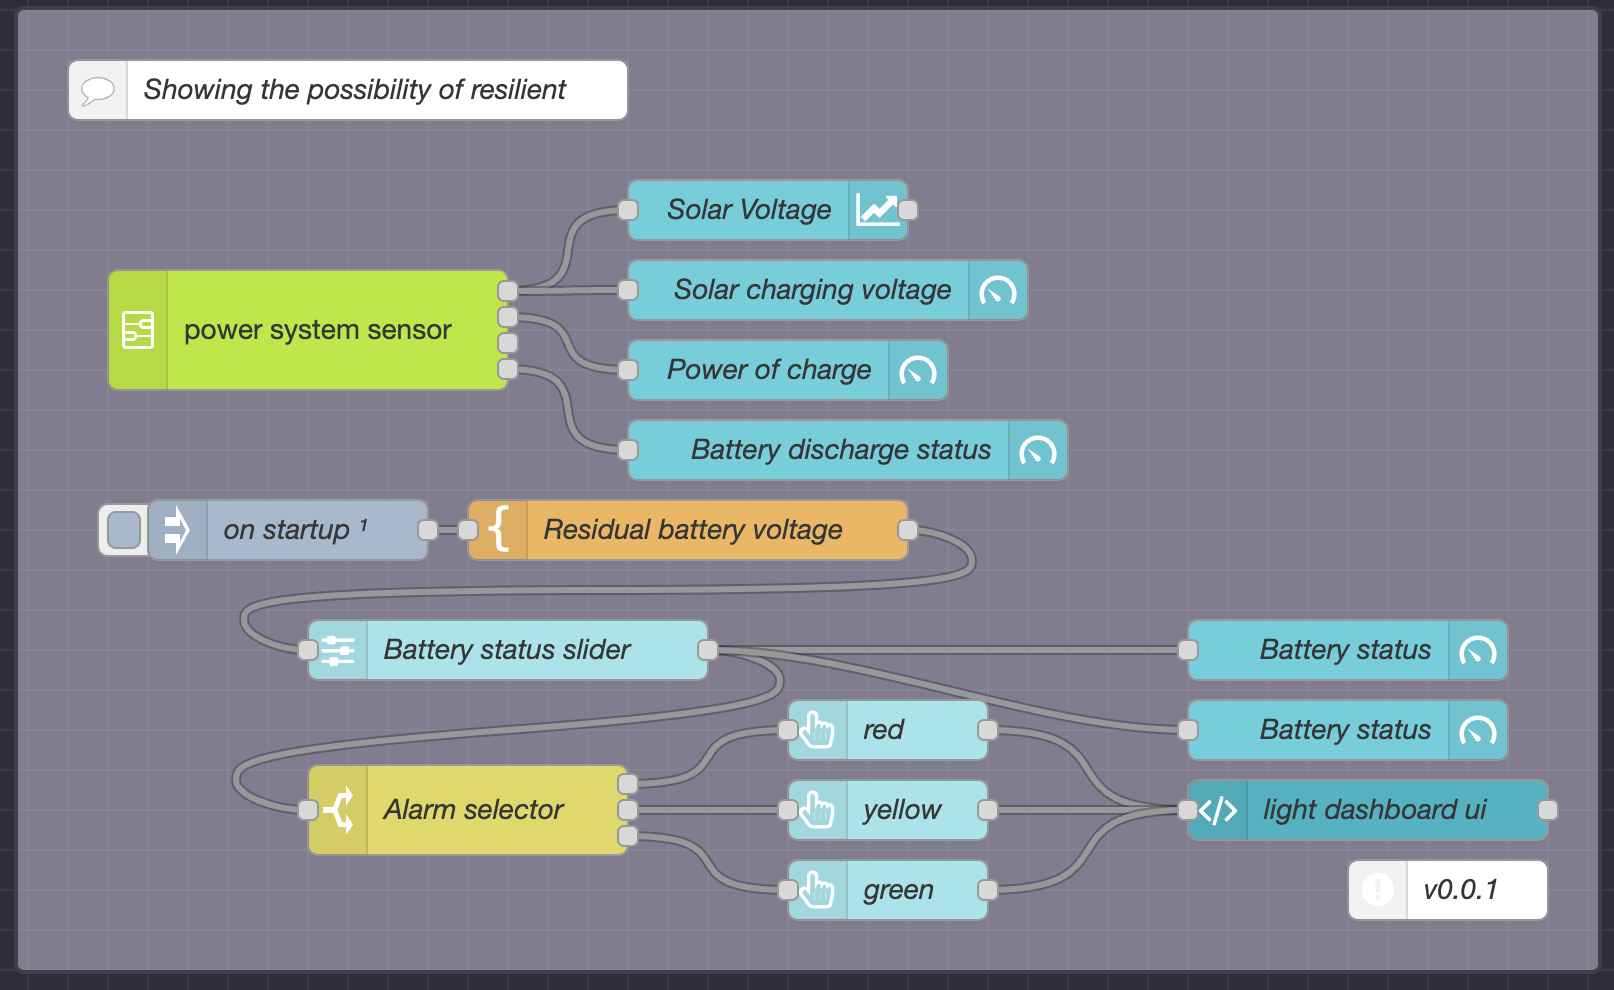 Showing the possibility of resilient
Solar Voltage
Solar charging voltage
power system sensor
Power of charge
Battery discharge status
on startup ¹
Residual battery voltage
Battery status slider
Battery status
red
Battery status
Alarm selector
yellow
light dashboard ui
green
v0.0.1